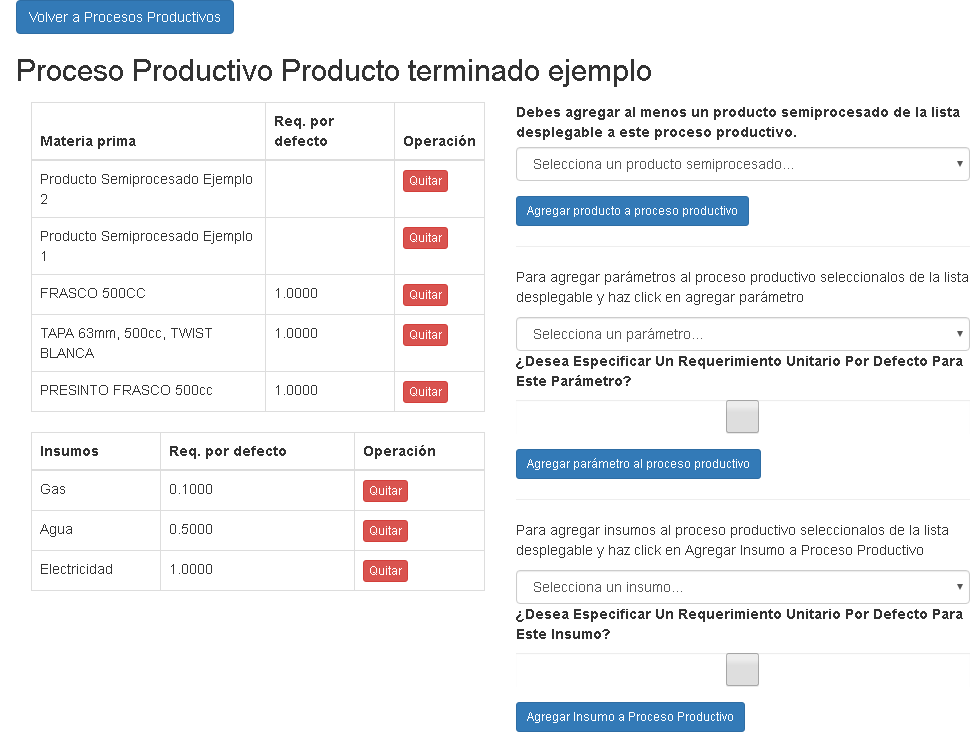 Volver a Procesos Productivos
Proceso Productivo Producto terminado ejemplo
Materia prima
Req. por
defecto
Operación
Producto Semiprocesado Ejemplo
2
Quitar
Producto Semiprocesado Ejemplo
1
Quitar
FRASCO 500CC
1.0000
Quitar
TAPA 63mm, 500cc, TWIST
BLANCA
1.0000
Quitar
PRESINTO FRASCO 500cc
1.0000
Quitar
Insumos
Req. por defecto
Operación
Gas
0.1000
Quitar
Agua
0.5000
Quitar
Electricidad
1.0000
Quitar
Debes agregar al menos un producto semiprocesado de la lista
desplegable a este proceso productivo.
Selecciona un producto semiprocesado...
Agregar producto a proceso productivo
Para agregar parámetros al proceso productivo seleccionalos de la lista
desplegable y haz click en agregar parámetro
Selecciona un parámetro...
¿Desea Especificar Un Requerimiento Unitario Por Defecto Para
Este Parámetro?
Agregar parámetro al proceso productivo
Para agregar insumos al proceso productivo seleccionalos de la lista
desplegable y haz click en Agregar Insumo a Proceso Productivo
Selecciona un insumo...
¿Desea Especificar Un Requerimiento Unitario Por Defecto Para
Este Insumo?
Agregar Insumo a Proceso Productivo